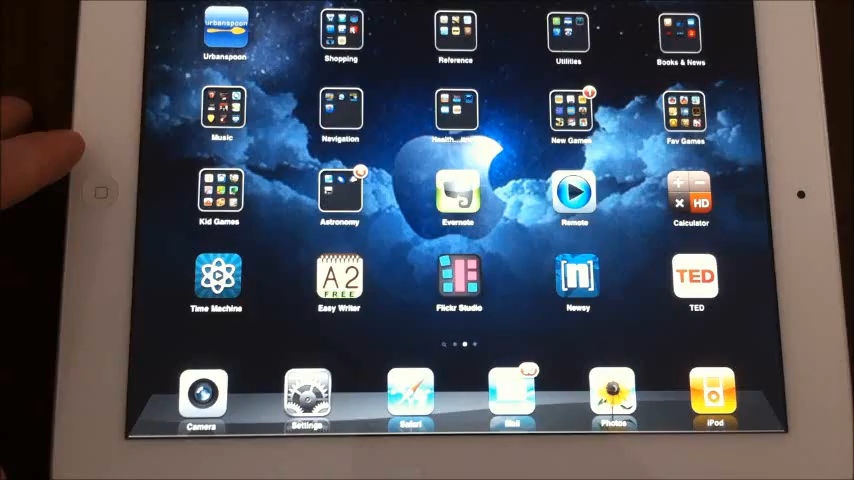 urbanspoon
Urbanspoon
Shopping
Reference
Utilities
Books & News
Music
Navigation
New Games
Fav Games
Kid Games
Astronomy
Evernote
Remote
HD
Calculator
A2
FREE
[n]
TED
Time Machine
Easy Writer
Flickr Studio
Newsy
TED
Camera
Settings
Safari
Mail
Photos
iPod